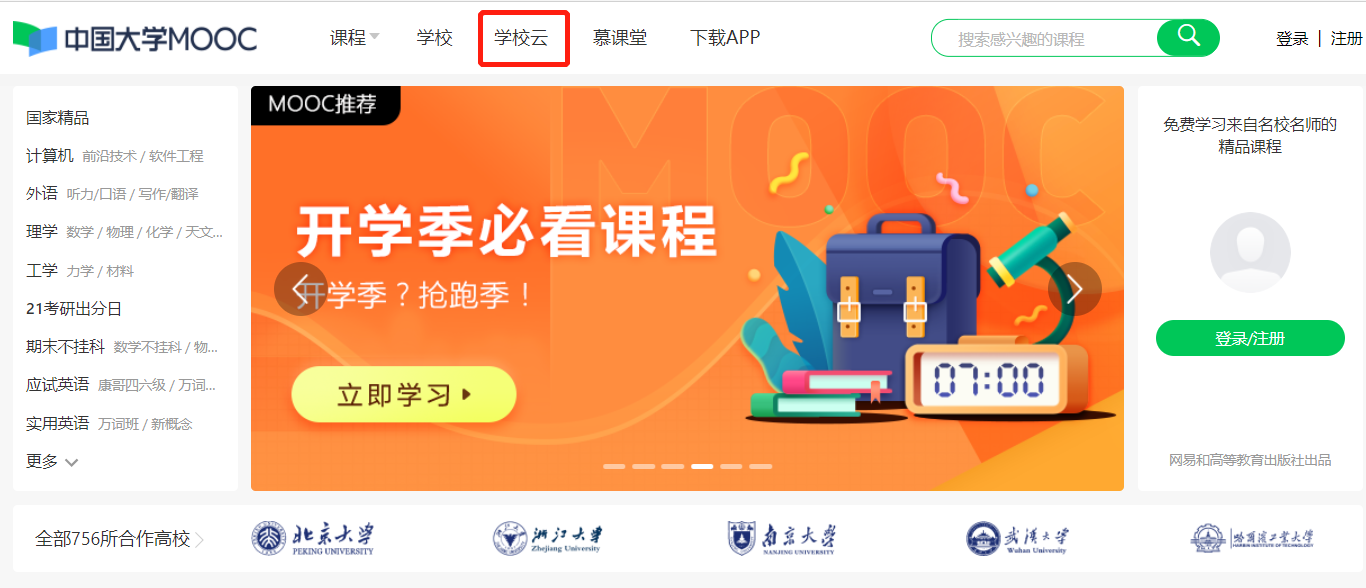 中国大学MOOC
课程
学校
学校云
慕课堂
下载APP
搜索感兴趣的课程
登录 | 注册
国家精品
计算机 前沿技术 / 软件工程
外语 听力/口语 / 写作/翻译
理学 数学 / 物理 / 化学 / 天文...
工学 力学 / 材料
21考研出分日
期末不挂科 数学不挂科 / 物...
应试英语 康哥四六级 / 万词...
实用英语 万词班 / 新概念
更多
MOOC推荐
MOOC
开学季必看课程
开学季？抢跑季！
立即学习
07:00
免费学习来自名校名师的
精品课程
登录/注册
网易和高等教育出版社出品
全部756所合作高校
北京大学
PEKING UNIVERSITY
浙江大学
Zhejiang University
南京大学
NANJING UNIVERSITY
武汉大学
Wuhan University
哈尔滨工业大学
HARBIN INSTITUTE OF TECHNOLOGY